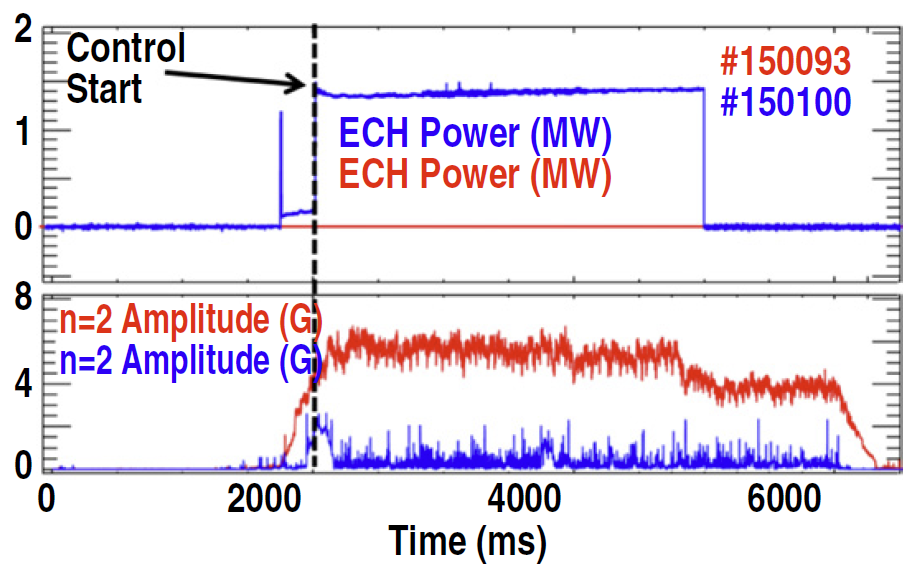 2
Control
Start
#150093
#150100
1
ECH Power (MW)
ECH Power (MW)
0
8
n=2 Amplitude (G)
n=2 Amplitude (G)
4
0
0 2000 4000 6000
Time (ms)